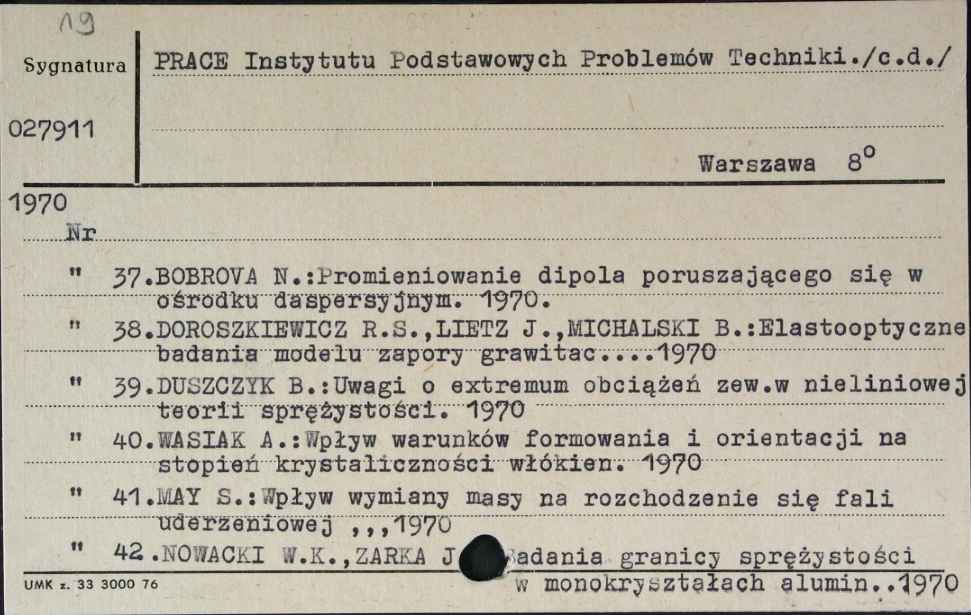 19
Sygnatura PRACE Instytutu Podstawowych Problemów Techniki./c.d./
027911
Warszawa 8°
1970
Nr
" 37.BOBROVA N.:Promieniowanie dipola poruszającego się w
ośrodku daspersyjnym. 1970.
" 38.DOROSZKIEWICZ R.S.,LIETZ J.,MICHALSKI B.:Elastooptyczne
badania modelu zapory grawitac....1970
" 39.DUSZCZYK B.:Uwagi o extremum obciążeń zew.w nieliniowej
teorii sprężystości. 1970
" 40.WASIAK A.:Wpływ warunków formowania i orientacji na
stopień krystaliczności włókien. 1970
" 41.MAY S.:Wpływ wymiany masy na rozchodzenie się fali
uderzeniowej ,,,1970
" 42.NOWACKI W.K.,ZARKA J adania granicy sprężystości
UMK z. 33 3000 76 w monokryształach alumin..1970